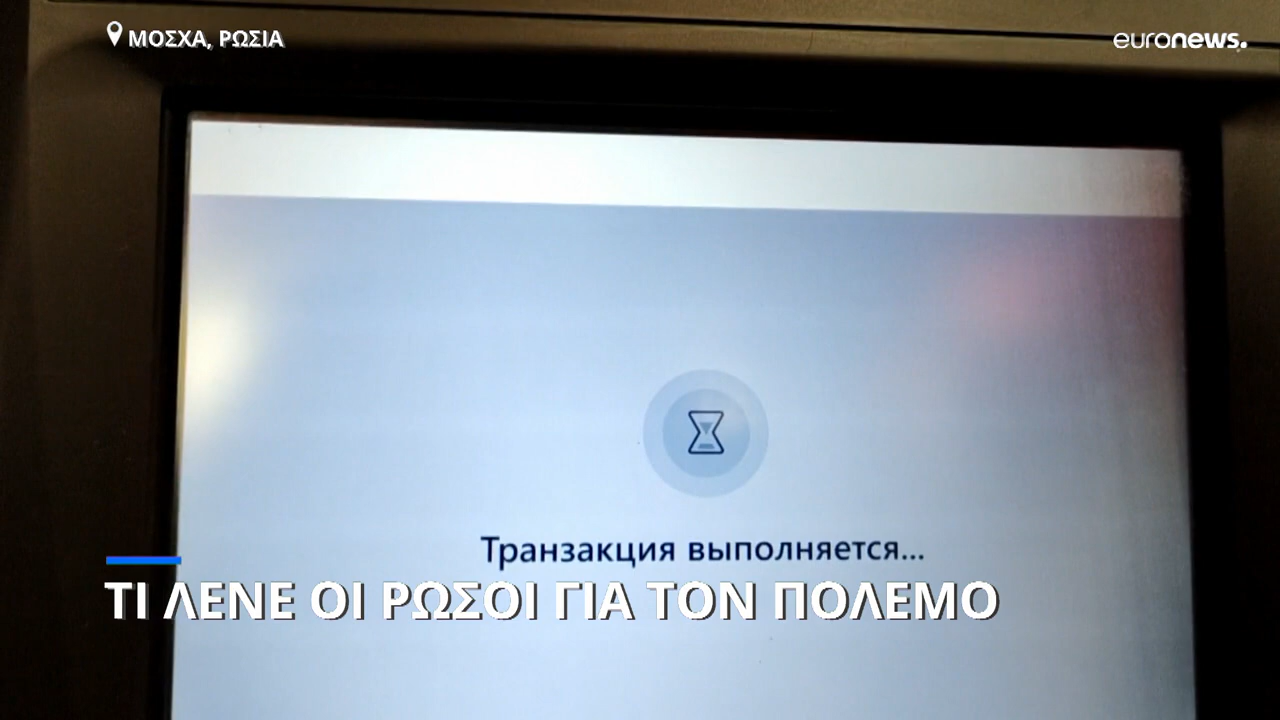 ΜΟΣΧΑ, ΡΩΣΙΑ
euronews.
Транзакция выполняется...
ΤΙ ΛΕΝΕ ΟΙ ΡΩΣΟΙ ΓΙΑ ΤΟΝ ΠΟΛΕΜΟ